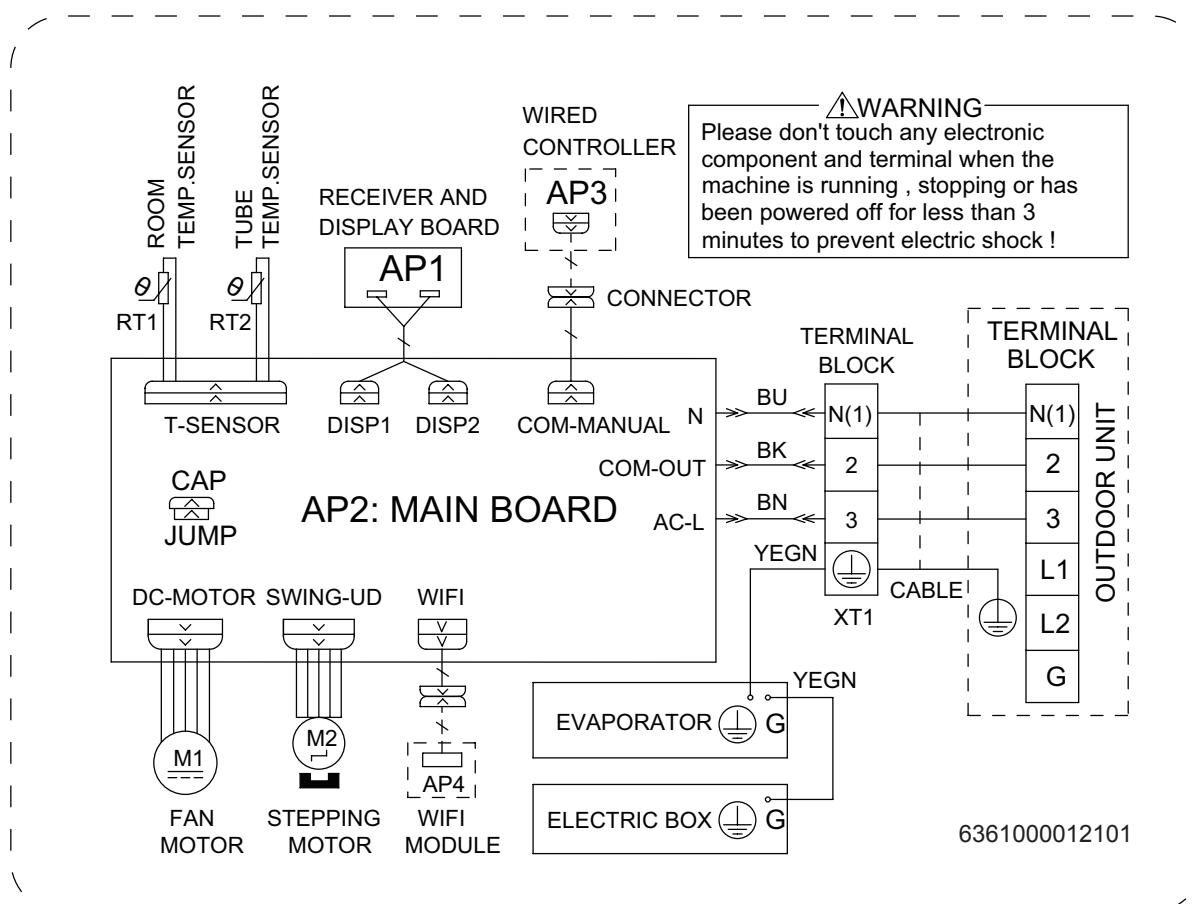 ROOM
TEMP.SENSOR
TUBE
TEMP.SENSOR
RT1
RT2
RECEIVER AND
DISPLAY BOARD
AP1
WIRED
CONTROLLER
AP3
CONNECTOR
WARNING
Please don't touch any electronic
component and terminal when the
machine is running , stopping or has
been powered off for less than 3
minutes to prevent electric shock !
T-SENSOR
DISP1
DISP2
COM-MANUAL
N
COM-OUT
AC-L
CAP
JUMP
AP2: MAIN BOARD
BU
BK
BN
YEGN
TERMINAL
BLOCK
N(1)
2
3
XT1
CABLE
TERMINAL
BLOCK
N(1)
2
3
L1
L2
G
OUTDOOR UNIT
DC-MOTOR
SWING-UD
WIFI
M1
FAN
MOTOR
M2
STEPPING
MOTOR
AP4
WIFI
MODULE
EVAPORATOR
G
YEGN
ELECTRIC BOX
G
6361000012101